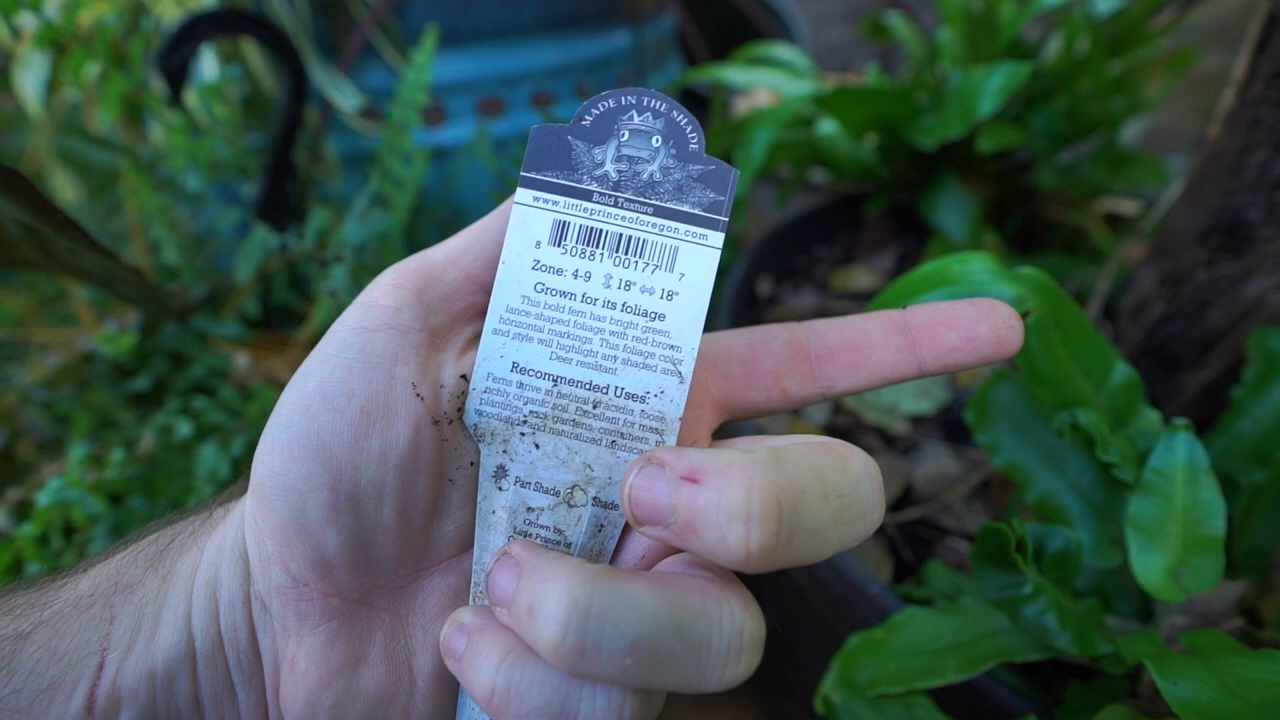 MADE IN THE SHADE
Bold Texture
www.littleprinceoforegon.com
8 50881 00177 7
Zone: 4-9 18" 18"
Grown for its foliage
This bold fern has bright green,
lance-shaped foliage with red-brown
horizontal markings. This foliage color
and style will highlight any shaded area.
Deer resistant.
Recommended Uses:
Ferns thrive in neutral to acidic, loose,
richly organic soil. Excellent for mass
plantings, rock gardens, containers, in
woodlands and naturalized
Part Shade Shade
Grown by:
Little Prince of